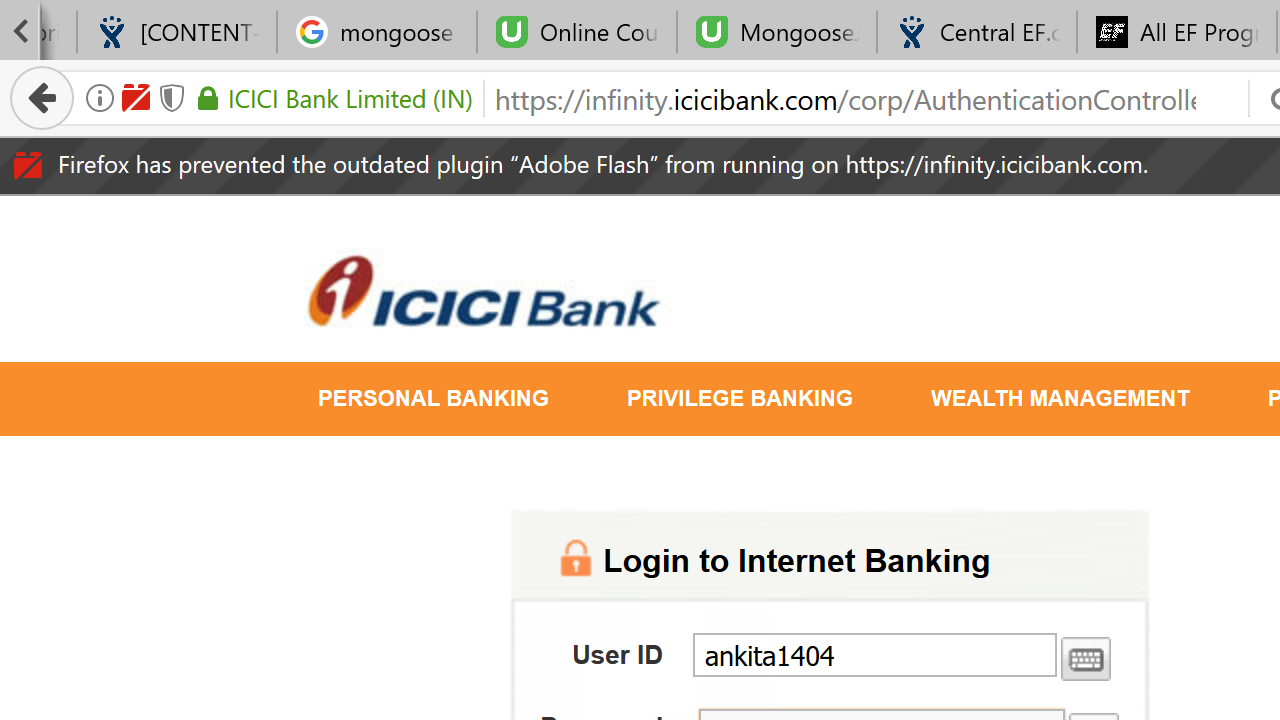 [CONTENT- mongoose Online Cou Mongoose. Central EF.c All EF Progr
ICICI Bank Limited (IN) https://infinity.icicibank.com/corp/AuthenticationControlle
Firefox has prevented the outdated plugin “Adobe Flash” from running on https://infinity.icicibank.com.
ICICI Bank
PERSONAL BANKING PRIVILEGE BANKING WEALTH MANAGEMENT P
Login to Internet Banking
User ID ankita1404